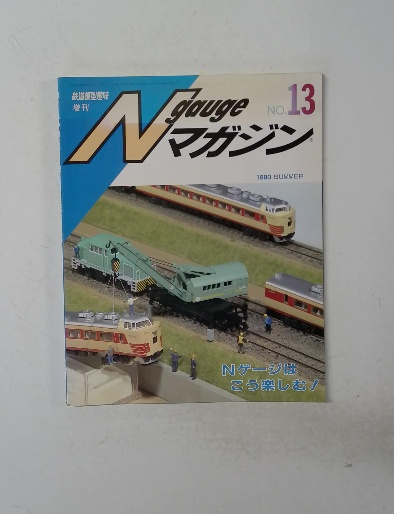 鉄道模型趣味
増刊
N gauge
マガジン
NO.13
1990 SUMMER
Nゲージは
こう楽しむ!